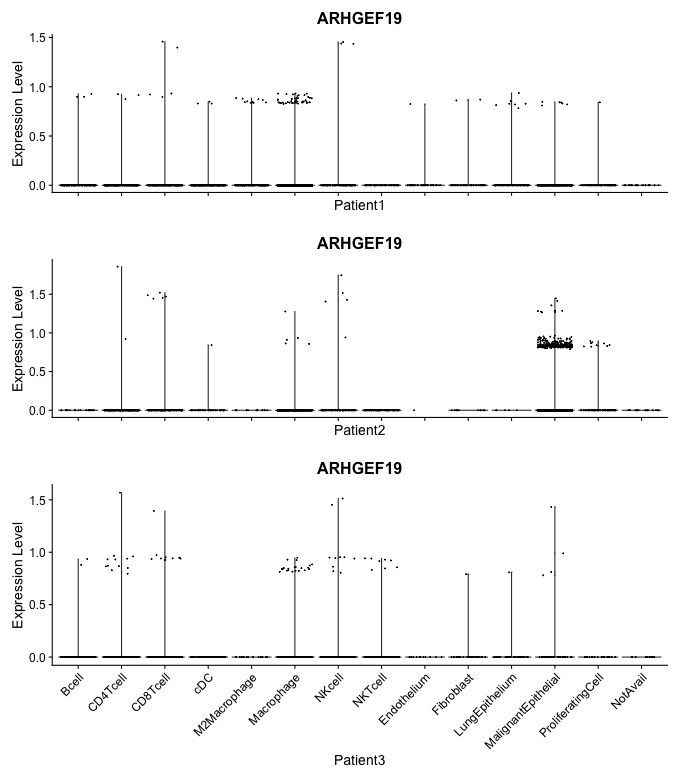 ARHGEF19
1.5
1.0
0.5
0.0
Expression Level
Patient1
ARHGEF19
1.5
1.0
0.5
0.0
Expression Level
Patient2
ARHGEF19
1.5
1.0
0.5
0.0
Expression Level
Bcell
CD4Tcell
CD8Tcell
cDC
M2Macrophage
Macrophage
NKcell
NKTcell
Endothelium
Fibroblast
LungEpithelium
MalignantEpithelial
ProliferatingCell
NotAvail
Patient3